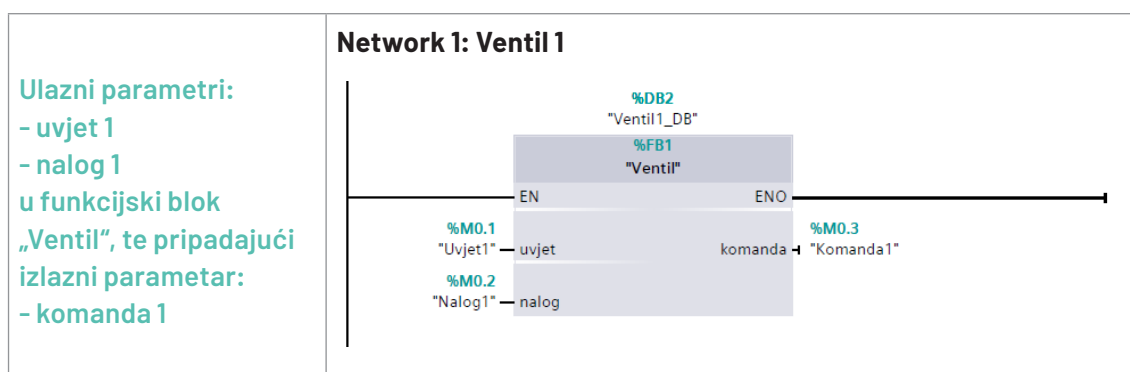 Ulazni parametri:
- uvjet 1
- nalog 1
u funkcijski blok
„Ventil“, te pripadajući
izlazni parametar:
- komanda 1
Network 1: Ventil 1
%DB2
"Ventil1_DB"
%FB1
"Ventil"
EN ENO
%M0.1 %M0.3
"Uvjet1" uvjet komanda "Komanda1"
%M0.2
"Nalog1" nalog